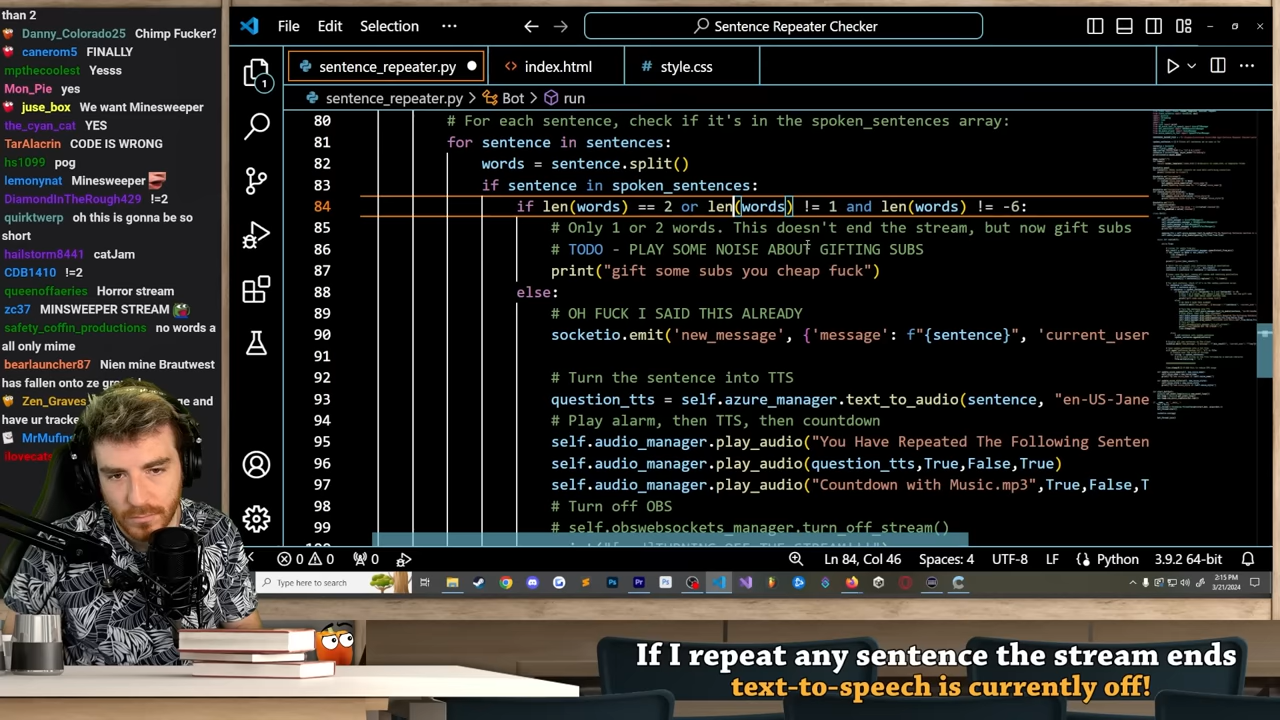 than 2
Danny_Colorado25 Chimp Fucker?
canerom5 FINALLY
mpthecoolest Yesss
Mon_Pie yes
juse_box We want Minesweeper
the_cyan_cat YES
TarAlacrin CODE IS WRONG
hs1099 pog
lemonynat Minesweeper
DiamondInTheRough429 !=2
quirktwerp oh this is gonna be so
short
iharryy8641 catJam
CDB1410 !=2
queenoffaeries Horror stream
zc37 MINSWEEPER STREAM
safety_coffin_productions no words a
all only mime
bearlauncher87 Nien mine Brautwest
has fallen onto ze
Zen_Graves and
have ur tracke
MrMufin
ilovecats
File Edit Selection ···
Sentence Repeater Checker
sentence_repeater.py
index.html
style.css
sentence_repeater.py > Bot > run
80 # For each sentence, check if it's in the spoken_sentences array:
81 for sentence in sentences:
82 words = sentence.split()
83 if sentence in spoken_sentences:
84 if len(words) == 2 or len(words) != 1 and len(words) != -6:
85 # Only 1 or 2 words. This doesn't end the stream, but now gift subs
86 # TODO - PLAY SOME NOISE ABOUT GIFTING SUBS
87 print("gift some subs you cheap fuck")
88 else:
89 # OH FUCK I SAID THIS ALREADY
90 socketio.emit('new_message', {'message': f"{sentence}", 'current_user
91
92 # Turn the sentence into TTS
93 question_tts = self.azure_manager.text_to_audio(sentence, "en-US-Jane
94 # Play alarm, then TTS, then countdown
95 self.audio_manager.play_audio("You Have Repeated The Following Senten
96 self.audio_manager.play_audio(question_tts,True,False,True)
97 self.audio_manager.play_audio("Countdown with Music.mp3",True,False,T
98 # Turn off OBS
99 # self.obswebsockets_manager.turn_off_stream()
0 0 0 Ln 84, Col 46 Spaces: 4 UTF-8 LF Python 3.9.2 64-bit
Type here to search
2:15 PM
3/21/2024
If I repeat any sentence the stream ends
text-to-speech is currently off!